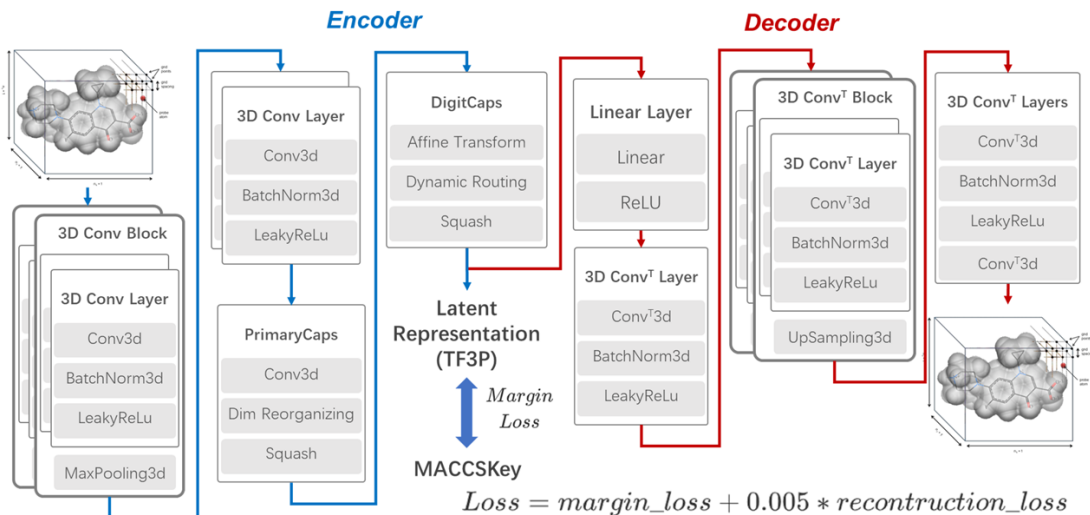 Encoder
Decoder
3D Conv Block
3D Conv Layer
Conv3d
BatchNorm3d
LeakyReLu
MaxPooling3d
3D Conv Layer
Conv3d
BatchNorm3d
LeakyReLu
PrimaryCaps
Conv3d
Dim Reorganizing
Squash
DigitCaps
Affine Transform
Dynamic Routing
Squash
Latent
Representation
(TF3P)
Margin
Loss
MACCSKey
Linear Layer
Linear
ReLU
3D Convᵀ Layer
Convᵀ3d
BatchNorm3d
LeakyReLu
3D Convᵀ Block
3D Convᵀ Layer
Convᵀ3d
BatchNorm3d
LeakyReLu
UpSampling3d
3D Convᵀ Layers
Convᵀ3d
BatchNorm3d
LeakyReLu
Convᵀ3d
Loss = margin_loss + 0.005 * recontruction_loss